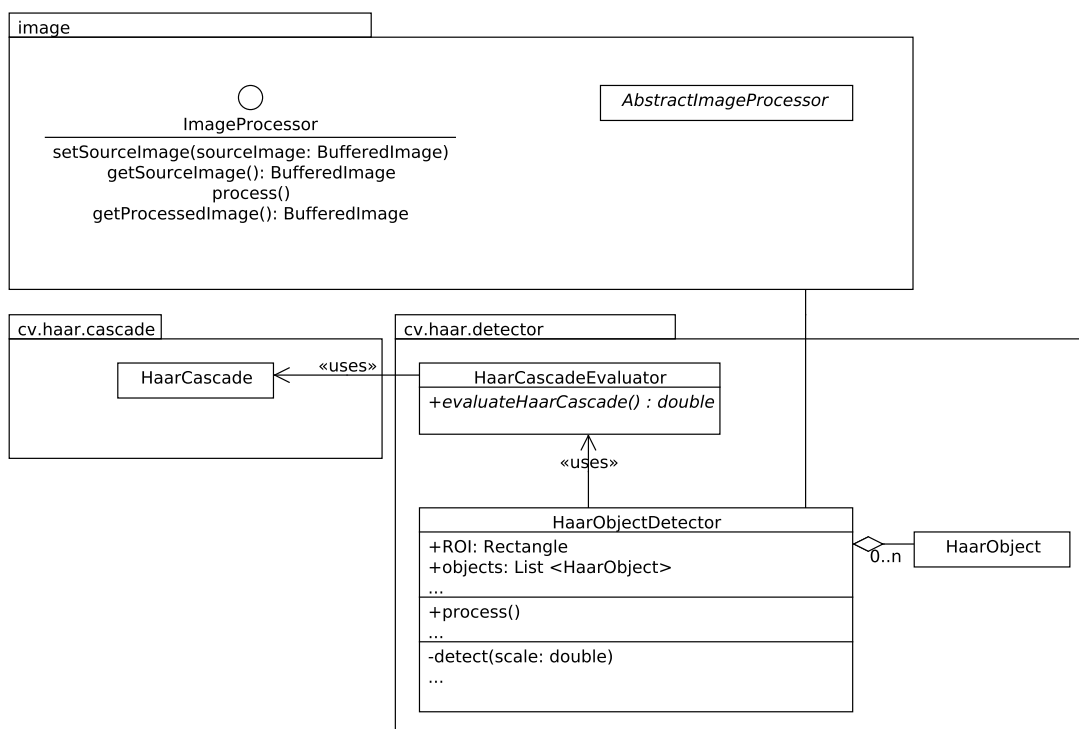 image
ImageProcessor
setSourceImage(sourceImage: BufferedImage)
getSourceImage(): BufferedImage
process()
getProcessedImage(): BufferedImage
AbstractImageProcessor
cv.haar.cascade
HaarCascade
«uses»
cv.haar.detector
HaarCascadeEvaluator
+evaluateHaarCascade() : double
«uses»
HaarObjectDetector
+ROI: Rectangle
+objects: List <HaarObject>
...
+process()
...
-detect(scale: double)
...
0..n
HaarObject